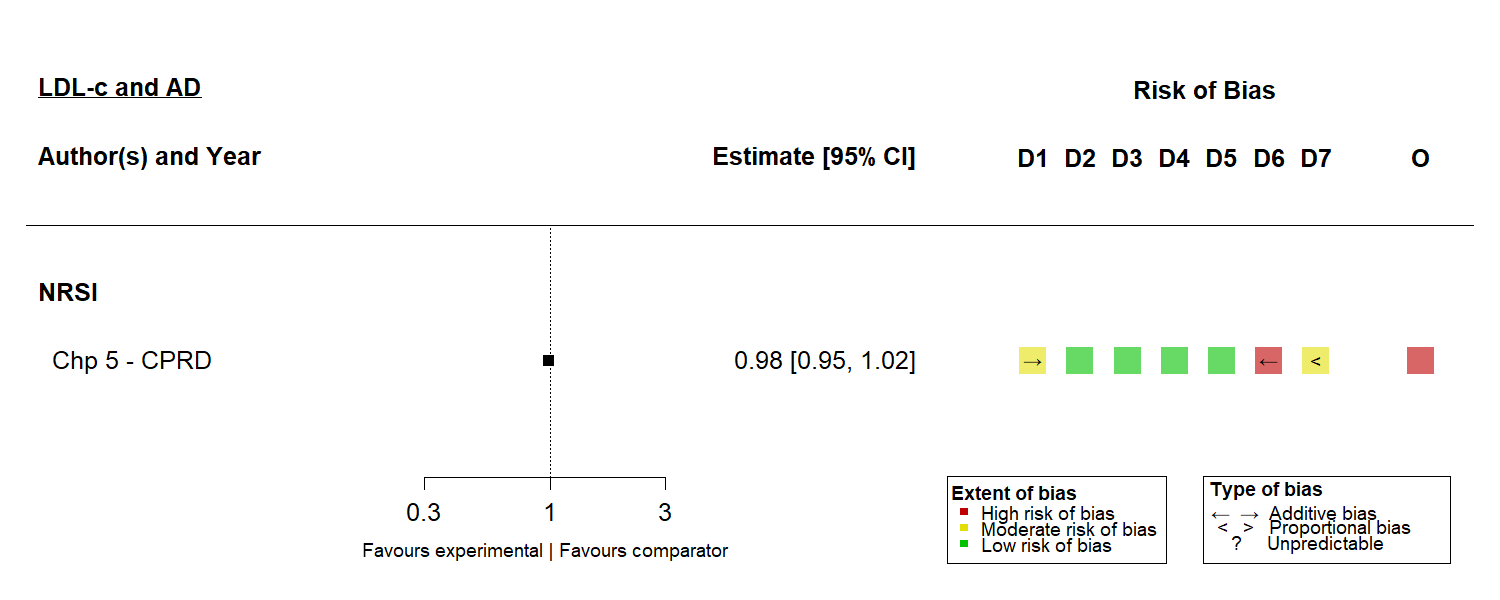 LDL-c and AD
Risk of Bias
Author(s) and Year
Estimate [95% CI]
D1 D2 D3 D4 D5 D6 D7 O
NRSI
Chp 5 - CPRD
0.98 [0.95, 1.02]
→ ← <
0.3 1 3
Favours experimental | Favours comparator
Extent of bias
High risk of bias
Moderate risk of bias
Low risk of bias
Type of bias
← → Additive bias
< > Proportional bias
? Unpredictable